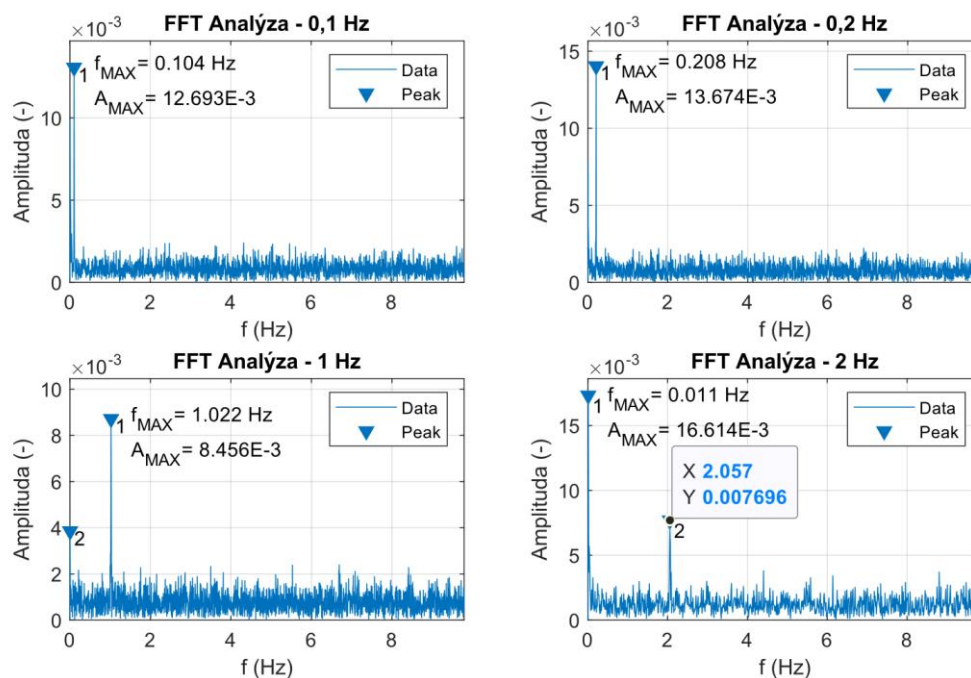 FFT Analýza - 0,1 Hz
×10⁻³
1 f_MAX = 0.104 Hz
A_MAX = 12.693E-3
Data
Peak
10
5
0
Amplituda (-)
0 2 4 6 8
f (Hz)
FFT Analýza - 0,2 Hz
×10⁻³
15
1 f_MAX = 0.208 Hz
A_MAX = 13.674E-3
Data
Peak
10
5
0
Amplituda (-)
0 2 4 6 8
f (Hz)
FFT Analýza - 1 Hz
×10⁻³
10
1 f_MAX = 1.022 Hz
A_MAX = 8.456E-3
Data
Peak
8
6
4
2
2
0
Amplituda (-)
0 2 4 6 8
f (Hz)
FFT Analýza - 2 Hz
×10⁻³
1 f_MAX = 0.011 Hz
A_MAX = 16.614E-3
Data
Peak
15
X 2.057
Y 0.007696
2
10
5
0
Amplituda (-)
0 2 4 6 8
f (Hz)